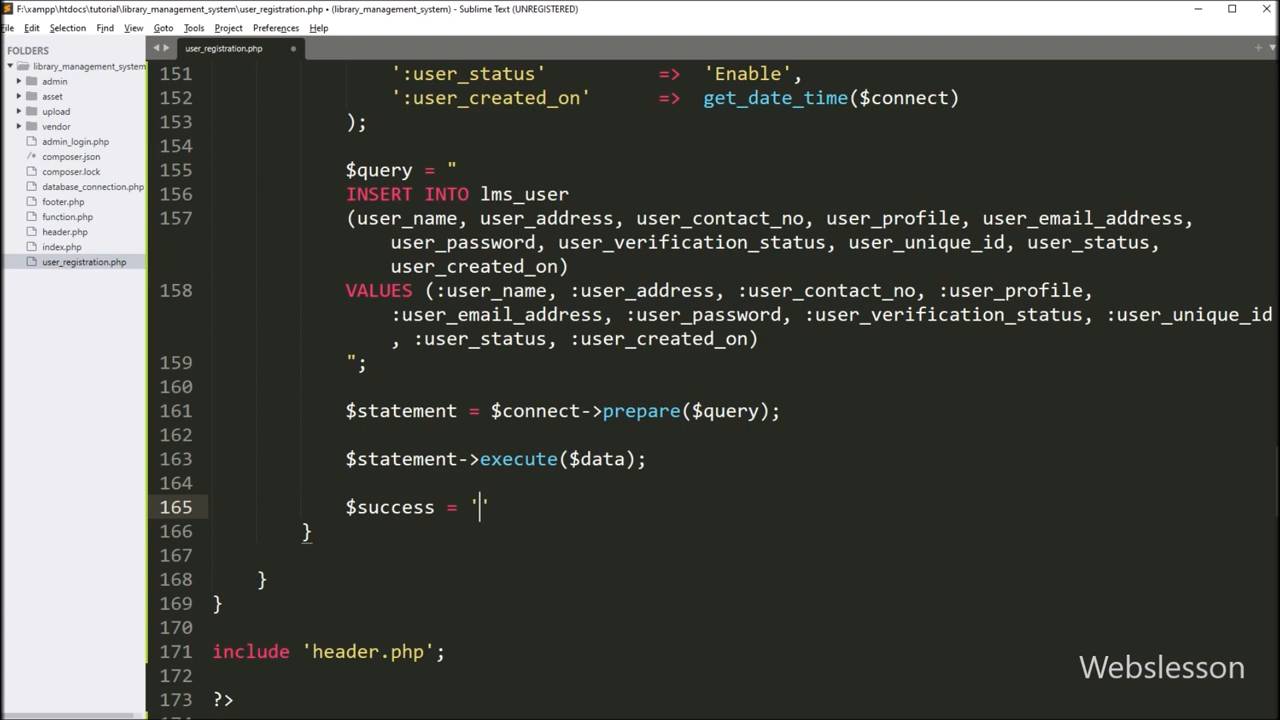 F:\xampp\htdocs\tutorial\library_management_system\user_registration.php • (library_management_system) - Sublime Text (UNREGISTERED)
File Edit Selection Find View Goto Tools Project Preferences Help
FOLDERS
library_management_system
admin
asset
upload
vendor
admin_login.php
composer.json
composer.lock
database_connection.php
footer.php
function.php
header.php
index.php
user_registration.php
user_registration.php
151 ':user_status' => 'Enable',
152 ':user_created_on' => get_date_time($connect)
153 );
154
155 $query = "
156 INSERT INTO lms_user
157 (user_name, user_address, user_contact_no, user_profile, user_email_address,
user_password, user_verification_status, user_unique_id, user_status,
user_created_on)
158 VALUES (:user_name, :user_address, :user_contact_no, :user_profile,
:user_email_address, :user_password, :user_verification_status, :user_unique_id
, :user_status, :user_created_on)
159 ";
160
161 $statement = $connect->prepare($query);
162
163 $statement->execute($data);
164
165 $success = ''
166 }
167
168 }
169 }
170
171 include 'header.php';
172
173 ?>
Webslesson